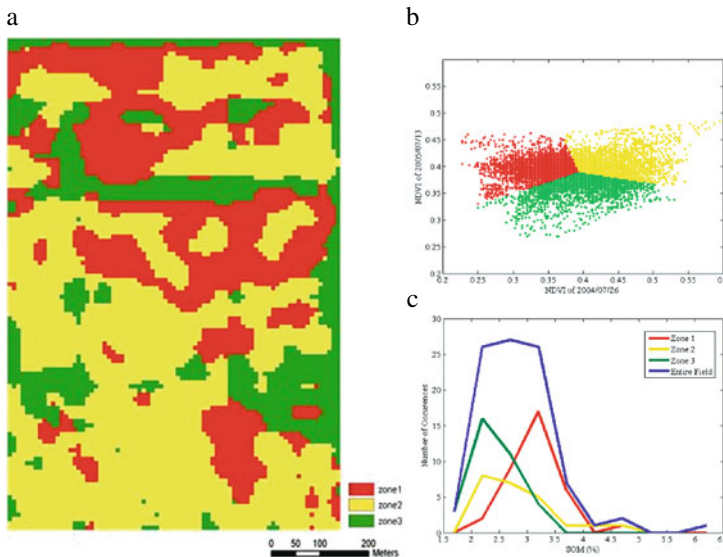 a
zone1
zone2
zone3
Meters
0 50 100 200
b
0.55
0.5
0.45
0.4
0.35
0.3
0.25
0.2
0.2 0.25 0.3 0.35 0.4 0.45 0.5 0.55
NDVI of 2005/07/13
NDVI of 2004/07/26
c
30
25
20
15
10
5
0
1.5 2 2.5 3 3.5 4 4.5 5 5.5 6
Number of Occurences
SOM (%)
Zone 1
Zone 2
Zone 3
Entire Field